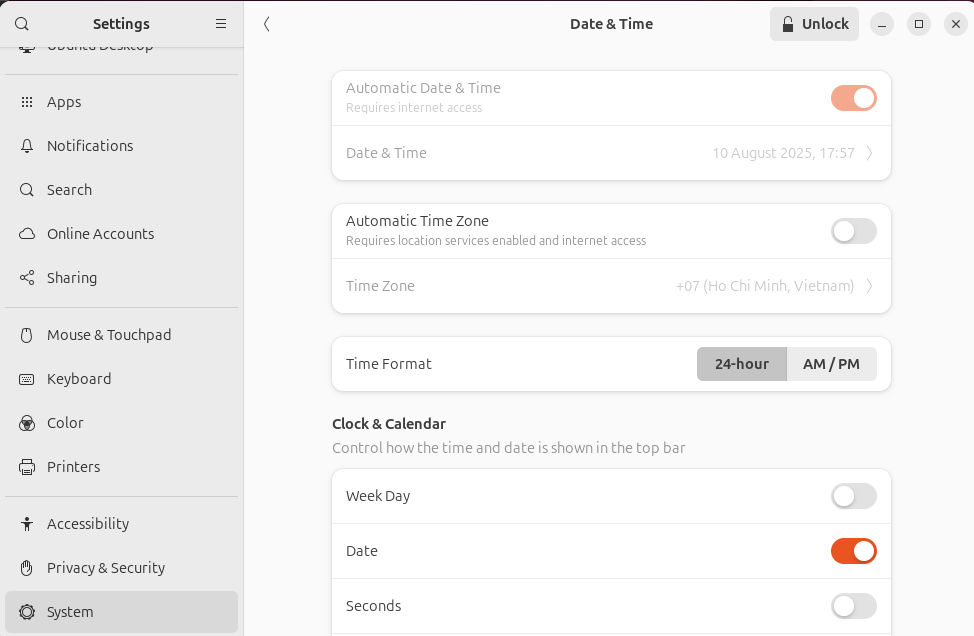 Settings
Date & Time
Unlock
Ubuntu Desktop
Apps
Notifications
Search
Online Accounts
Sharing
Mouse & Touchpad
Keyboard
Color
Printers
Accessibility
Privacy & Security
System
Automatic Date & Time
Requires internet access
Date & Time
10 August 2025, 17:57
Automatic Time Zone
Requires location services enabled and internet access
Time Zone
+07 (Ho Chi Minh, Vietnam)
Time Format
24-hour
AM / PM
Clock & Calendar
Control how the time and date is shown in the top bar
Week Day
Date
Seconds